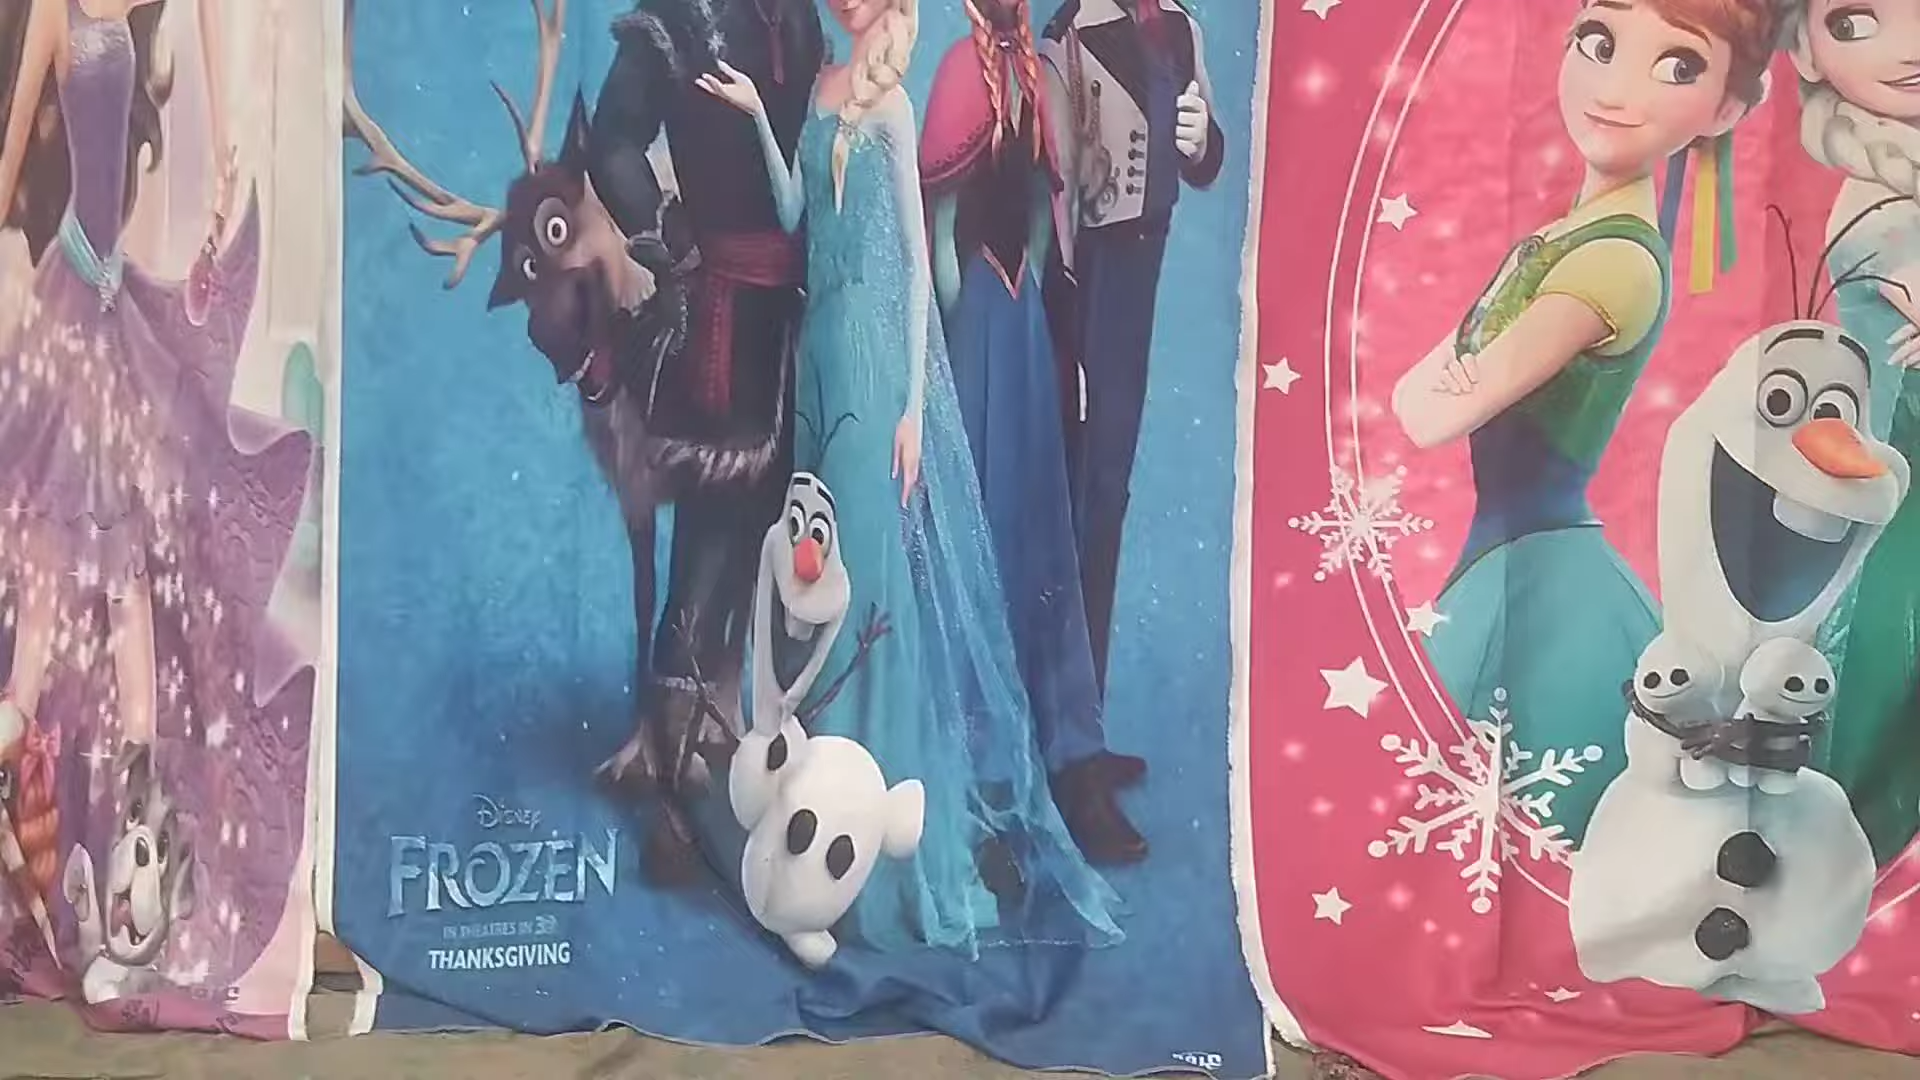 DISNEY
FROZEN
IN THEATRES IN 3D
THANKSGIVING